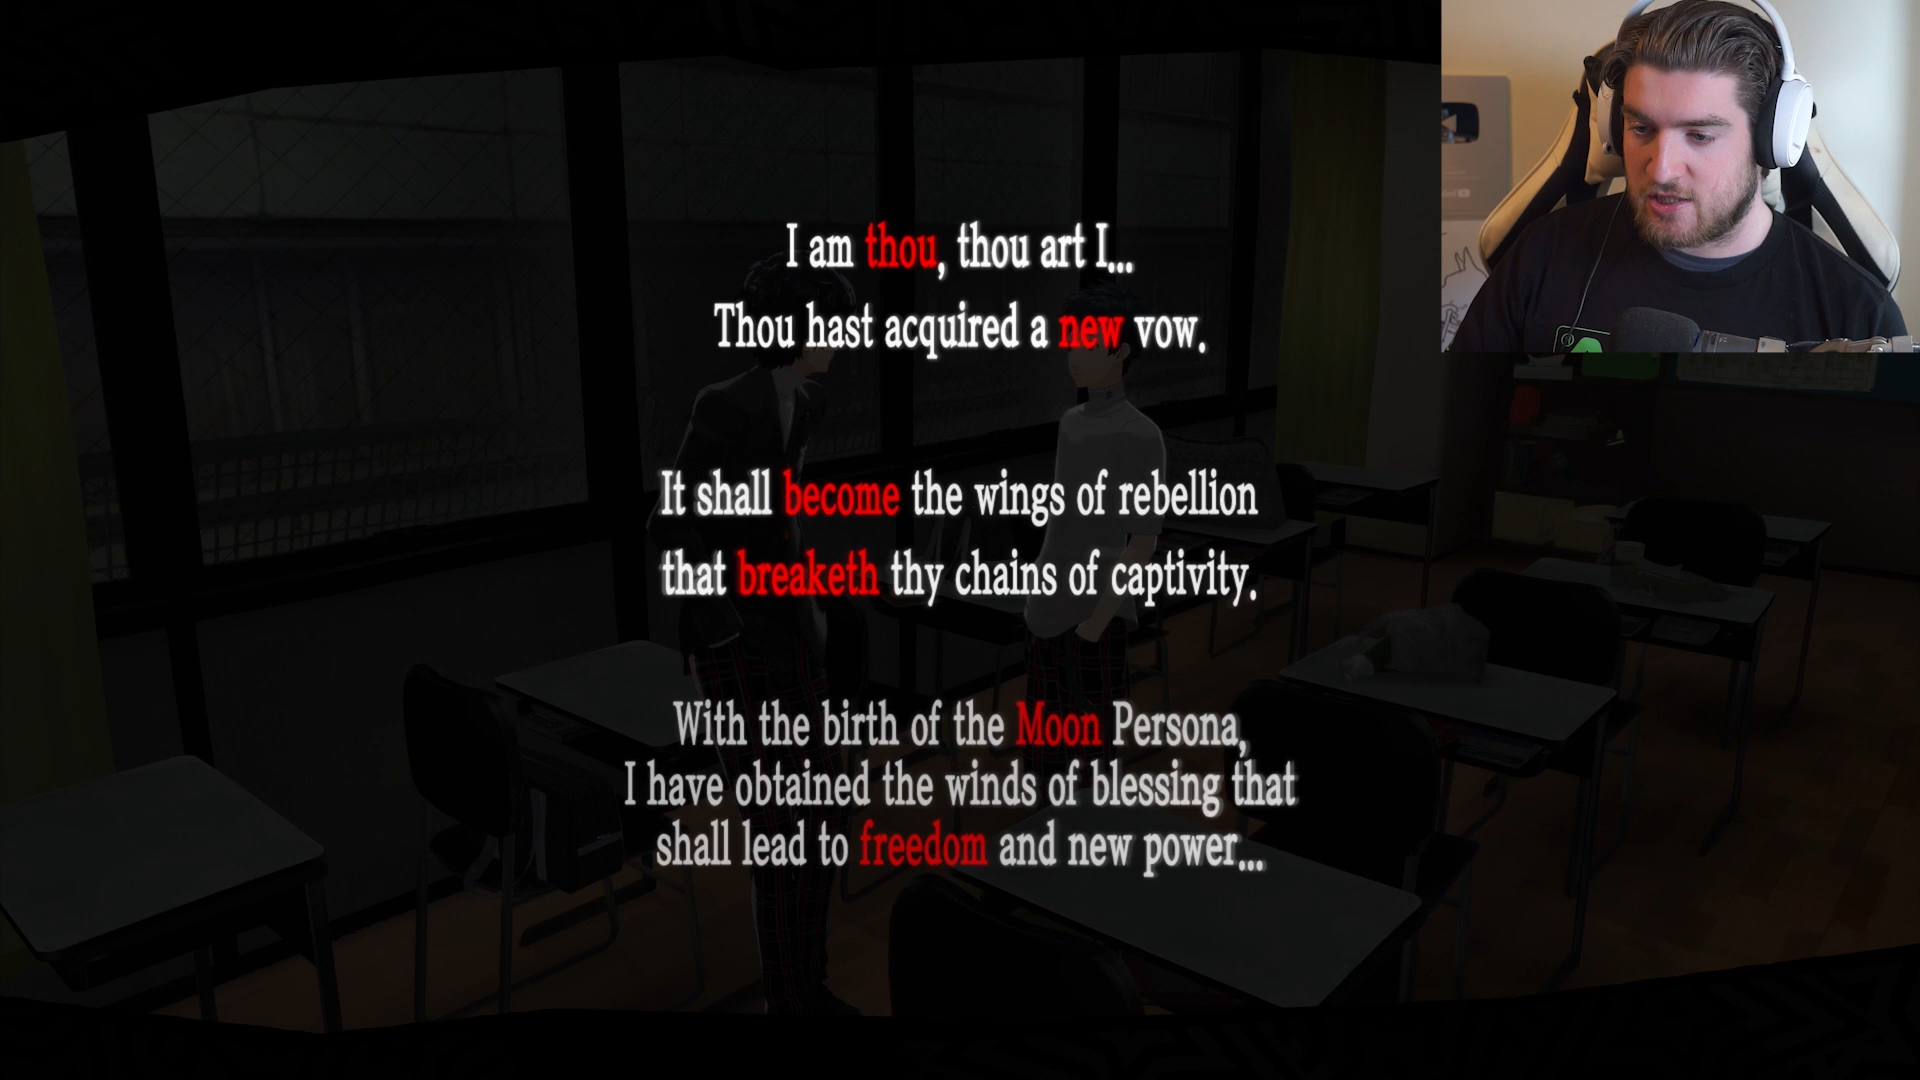 I am thou, thou art I...
Thou hast acquired a new vow.
It shall become the wings of rebellion
that breaketh thy chains of captivity.
With the birth of the Moon Persona,
I have obtained the winds of blessing that
shall lead to freedom and new power...